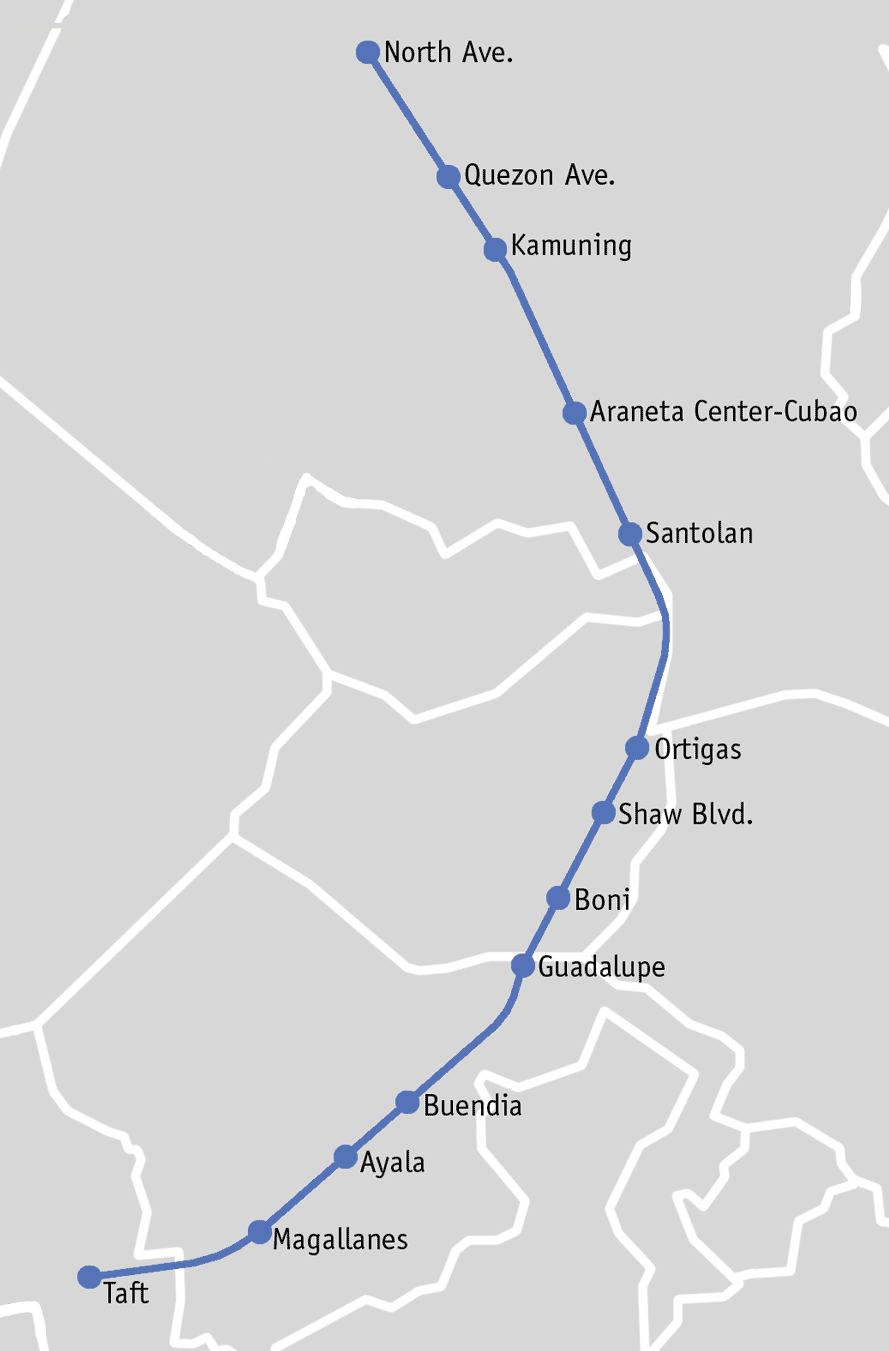 North Ave.
Quezon Ave.
Kamuning
Araneta Center-Cubao
Santolan
Ortigas
Shaw Blvd.
Boni
Guadalupe
Buendia
Ayala
Magallanes
Taft